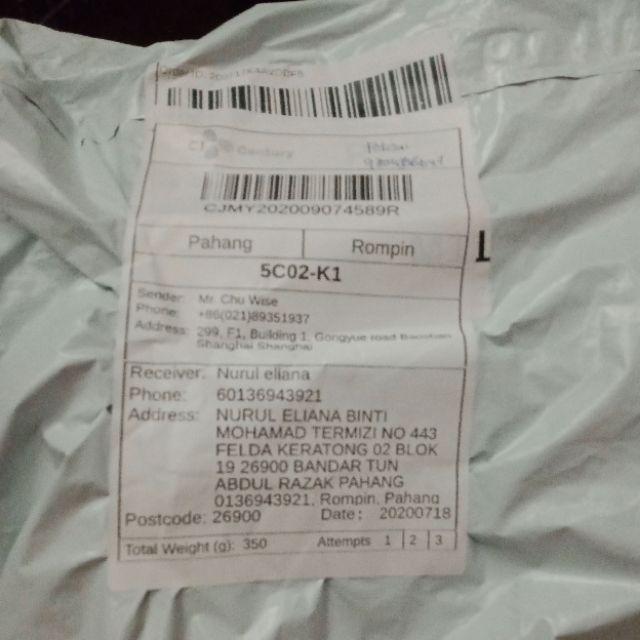 CJ Century
CJMY202009074589R
Pahang Rompin
L
5C02-K1
Sender: Mr. Chu Wise
Phone: +86(021)89351937
Address: 299, F1, Building 1, Gongyue road Baoshan
Shanghai Shanghai
Receiver: Nurul eliana
Phone: 60136943921
Address: NURUL ELIANA BINTI
MOHAMAD TERMIZI NO 443
FELDA KERATONG 02 BLOK
19 26900 BANDAR TUN
ABDUL RAZAK PAHANG
0136943921, Rompin, Pahang
Postcode: 26900 Date: 20200718
Total Weight (g): 350 Attempts 1 2 3